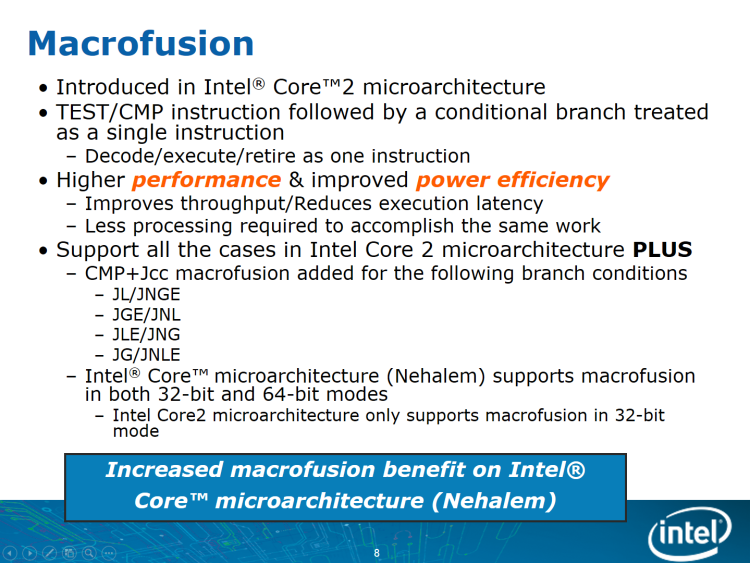 Macrofusion
• Introduced in Intel® Core™2 microarchitecture
• TEST/CMP instruction followed by a conditional branch treated
as a single instruction
– Decode/execute/retire as one instruction
• Higher performance & improved power efficiency
– Improves throughput/Reduces execution latency
– Less processing required to accomplish the same work
• Support all the cases in Intel Core 2 microarchitecture PLUS
– CMP+Jcc macrofusion added for the following branch conditions
– JL/JNGE
– JGE/JNL
– JLE/JNG
– JG/JNLE
– Intel® Core™ microarchitecture (Nehalem) supports macrofusion
in both 32-bit and 64-bit modes
– Intel Core2 microarchitecture only supports macrofusion in 32-bit
mode
Increased macrofusion benefit on Intel®
Core™ microarchitecture (Nehalem)
8
intel®